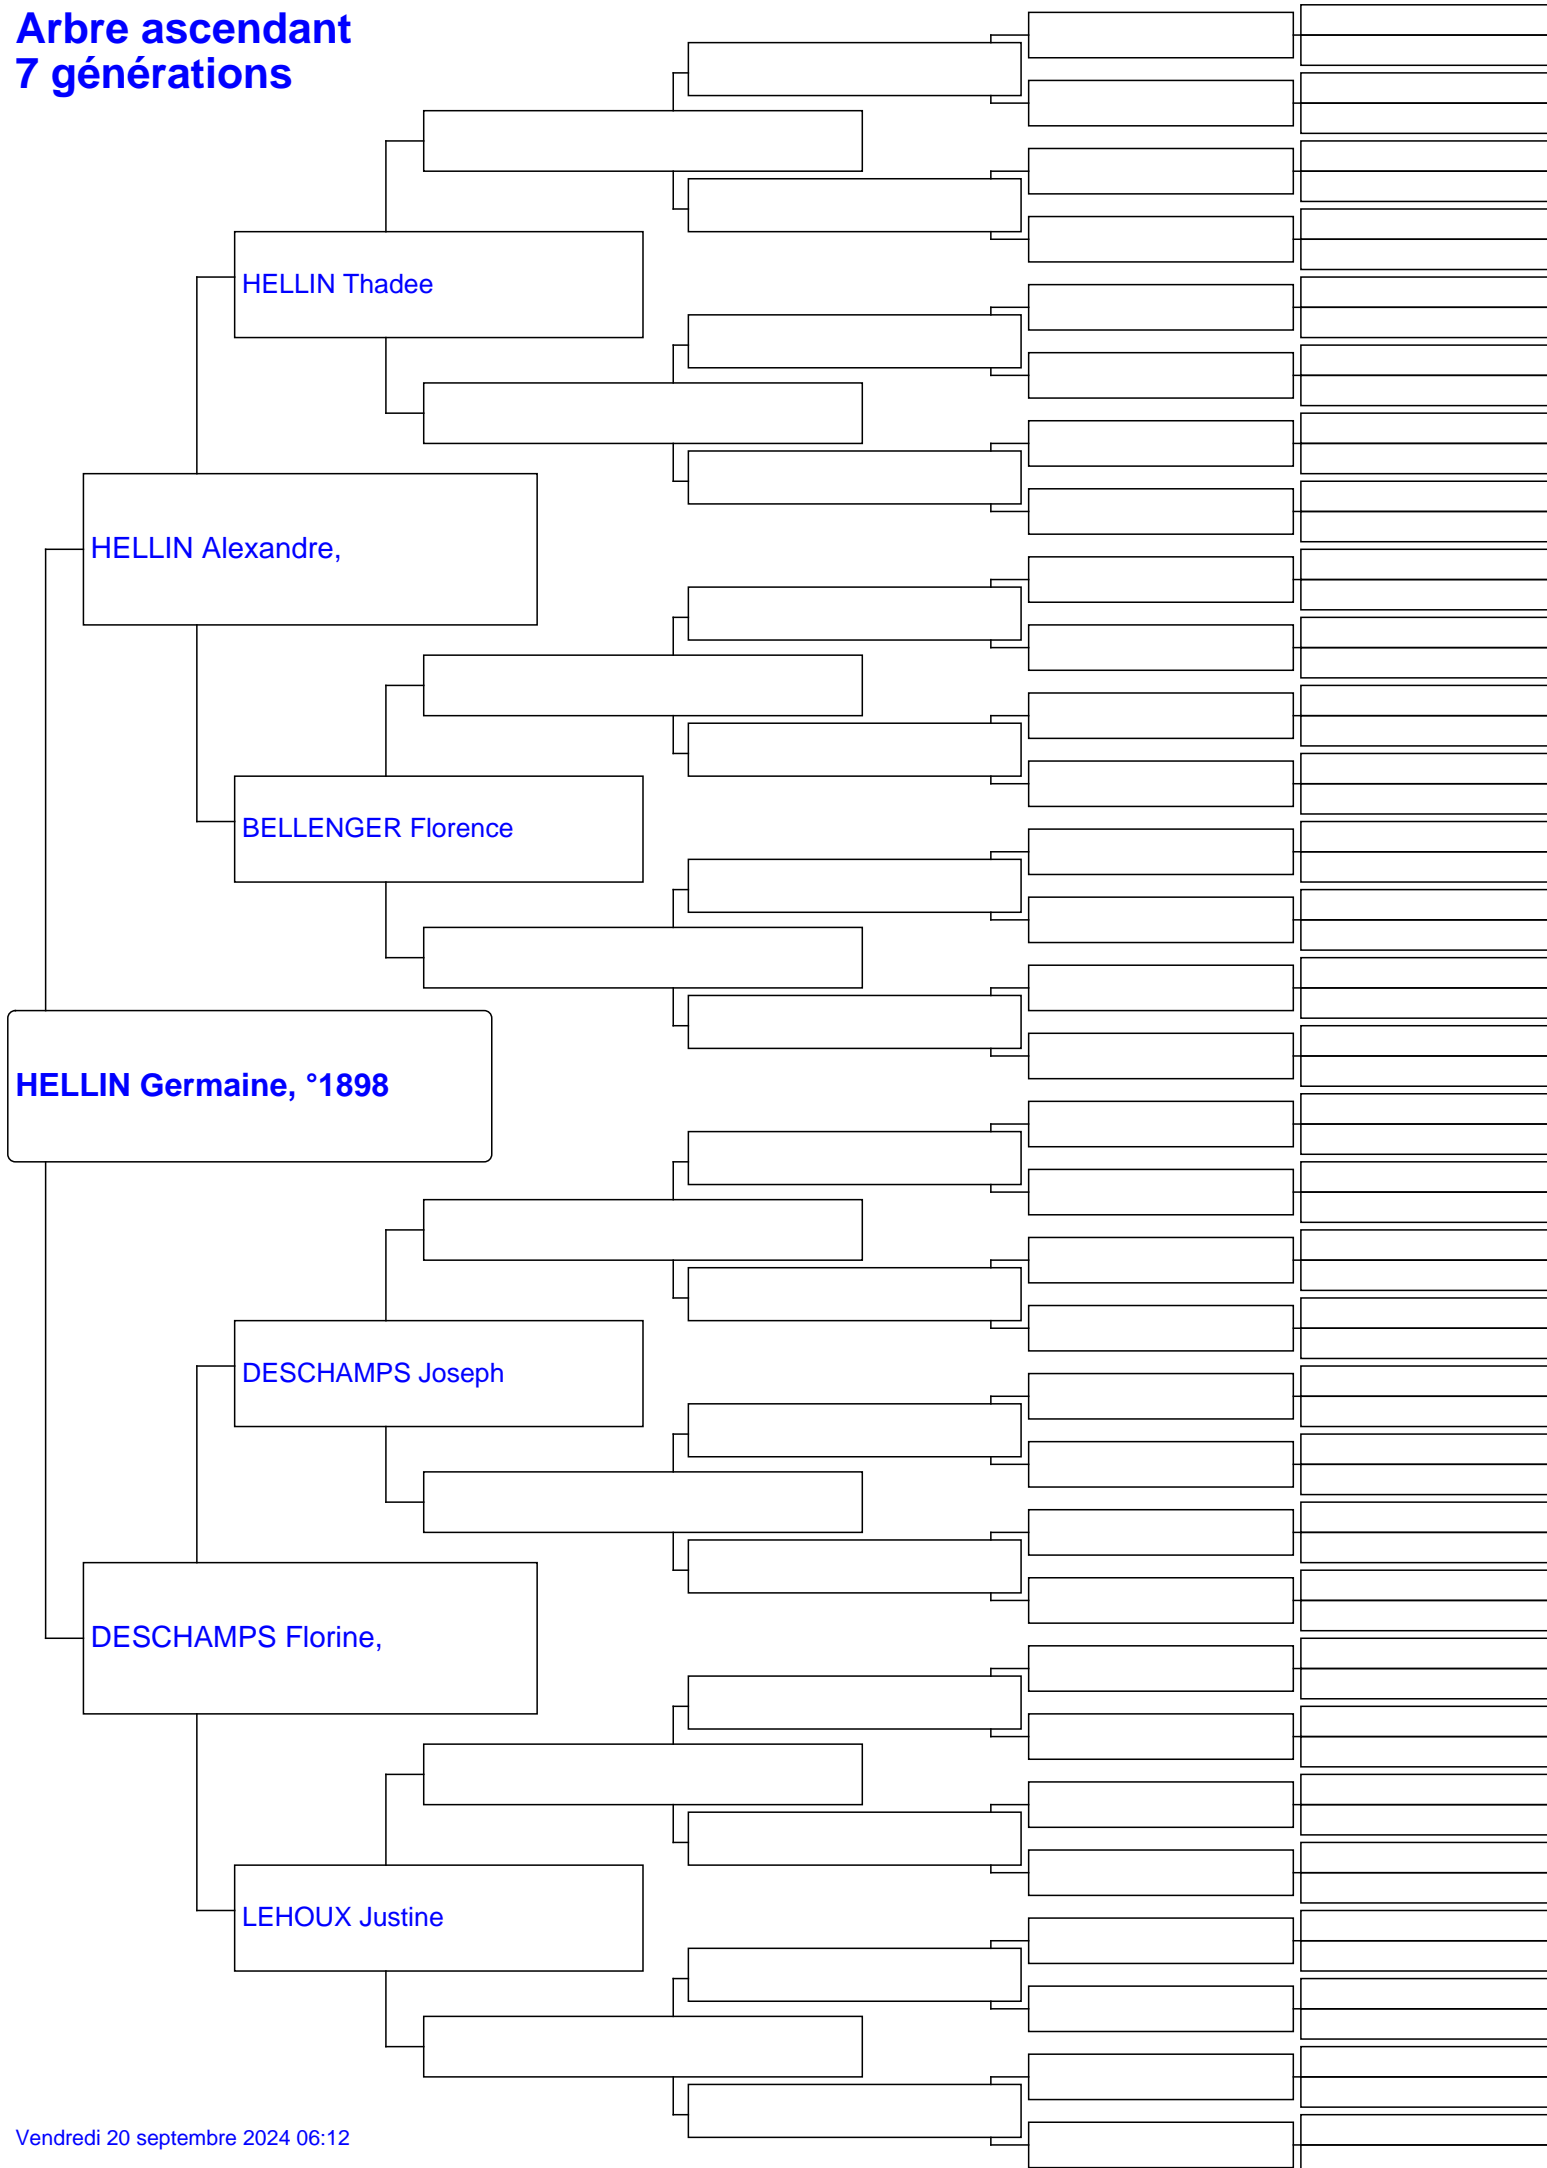 Arbre ascendant
7 générations
HELLIN Thadee
HELLIN Alexandre,
BELLENGER Florence
HELLIN Germaine, °1898
DESCHAMPS Joseph
DESCHAMPS Florine,
LEHOUX Justine
Vendredi 20 septembre 2024 06:12